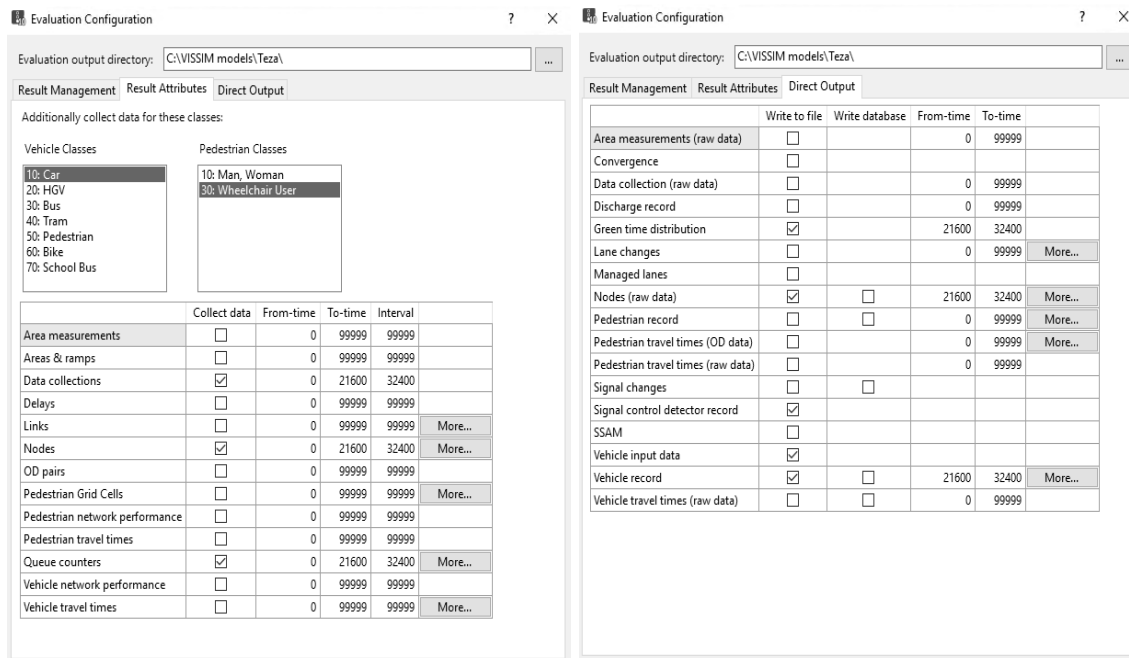 Evaluation Configuration ? ×
Evaluation output directory: C:\VISSIM models\Teza\ ...
Result Management Result Attributes Direct Output
Additionally collect data for these classes:
Vehicle Classes Pedestrian Classes
10: Car 10: Man, Woman
20: HGV 30: Wheelchair User
30: Bus
40: Tram
50: Pedestrian
60: Bike
70: School Bus
Collect data From-time To-time Interval
Area measurements 0 99999 99999
Areas & ramps 0 99999 99999
Data collections 0 21600 32400
Delays 0 99999 99999
Links 0 99999 99999 More...
Nodes 0 21600 32400 More...
OD pairs 0 99999 99999
Pedestrian Grid Cells 0 99999 99999 More...
Pedestrian network performance 0 99999 99999
Pedestrian travel times 0 99999 99999
Queue counters 0 21600 32400 More...
Vehicle network performance 0 99999 99999
Vehicle travel times 0 99999 99999 More...
Evaluation Configuration ? ×
Evaluation output directory: C:\VISSIM models\Teza\ ...
Result Management Result Attributes Direct Output
Write to file Write database From-time To-time
Area measurements (raw data) 0 99999
Convergence
Data collection (raw data) 0 99999
Discharge record 0 99999
Green time distribution 21600 32400
Lane changes 0 99999 More...
Managed lanes
Nodes (raw data) 21600 32400 More...
Pedestrian record 0 99999 More...
Pedestrian travel times (OD data) 0 99999 More...
Pedestrian travel times (raw data) 0 99999
Signal changes
Signal control detector record
SSAM
Vehicle input data
Vehicle record 21600 32400 More...
Vehicle travel times (raw data) 0 99999